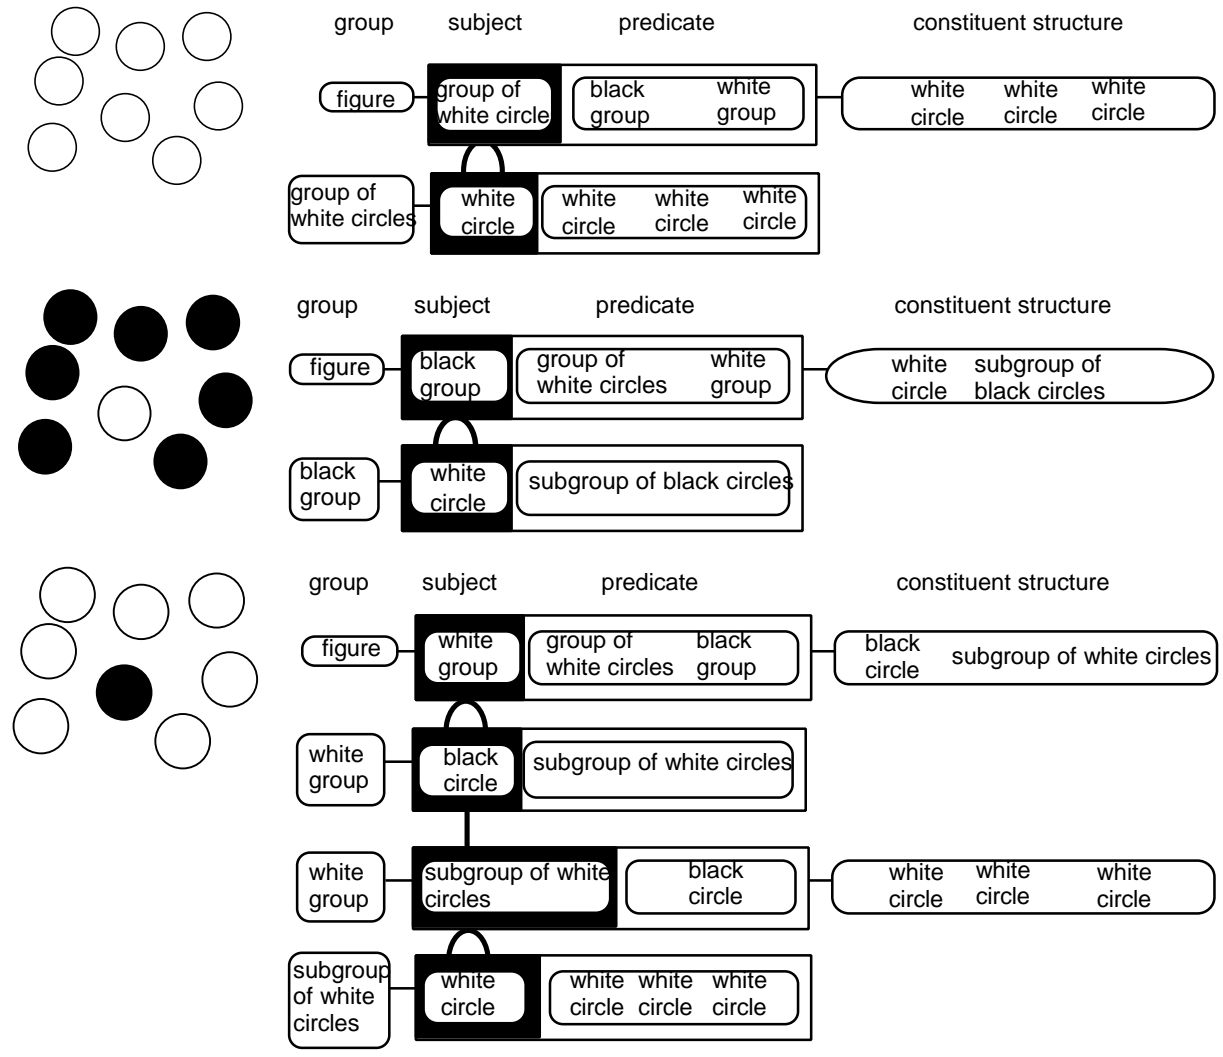 group subject predicate constituent structure
figure
group of
white circle
black
group
white
group
white
circle
white
circle
white
circle
group of
white circles
white
circle
white
circle
white
circle
white
circle
group subject predicate constituent structure
figure
black
group
group of
white circles
white
group
white
circle
subgroup of
black circles
black
group
white
circle
subgroup of black circles
group subject predicate constituent structure
figure
white
group
group of
white circles
black
group
black
circle
subgroup of white circles
white
group
black
circle
subgroup of white circles
white
group
subgroup of white
circles
black
circle
white
circle
white
circle
white
circle
subgroup
of white
circles
white
circle
white
circle
white
circle
white
circle